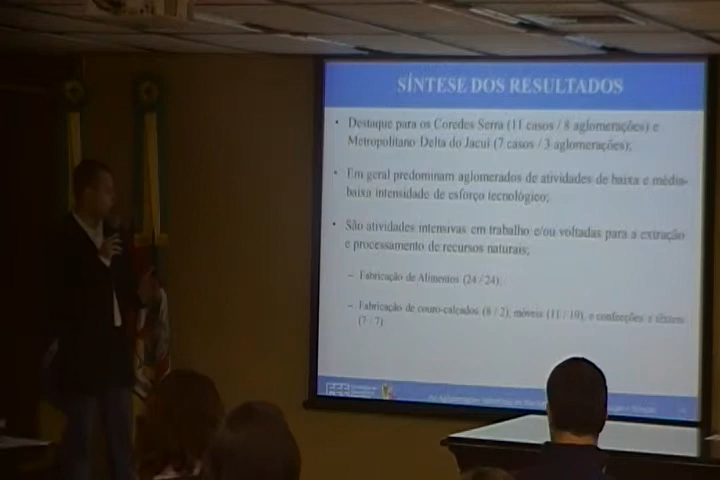 SÍNTESE DOS RESULTADOS
• Destaque para os Coredes Serra (11 casos / 8 aglomerações) e
Metropolitano Delta do Jacuí (7 casos / 3 aglomerações);
• Em geral predominam aglomerados de atividades de baixa e média-
baixa intensidade de esforço tecnológico;
• São atividades intensivas em trabalho e/ou voltadas para a extração
e processamento de recursos naturais;
– Fabricação de Alimentos (24 / 24);
– Fabricação de couro-calçados (8 / 2), móveis (11 / 10), e confecções e têxteis
(7 / 7)
FEE